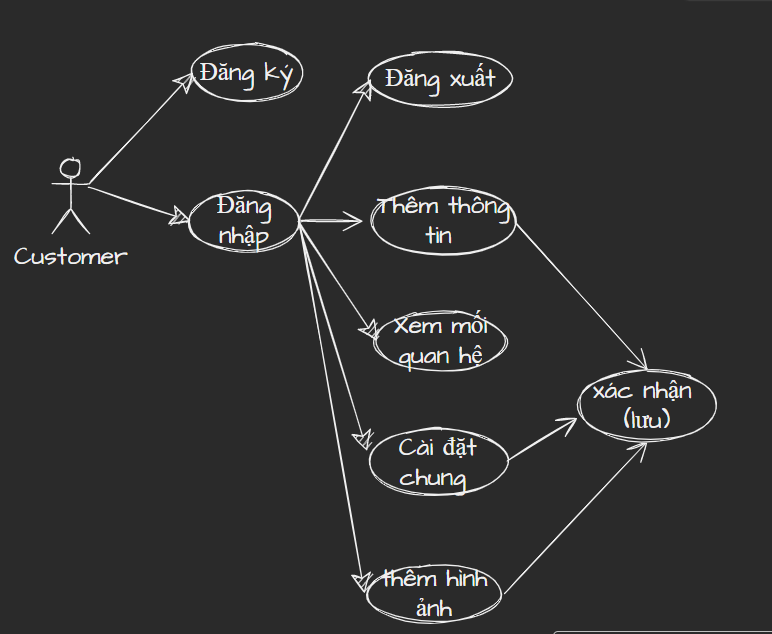 Đăng ký
Đăng xuất
Customer
Đăng
nhập
Thêm thông
tin
Xem mối
quan hệ
xác nhận
(lưu)
Cài đặt
chung
thêm hình
ảnh